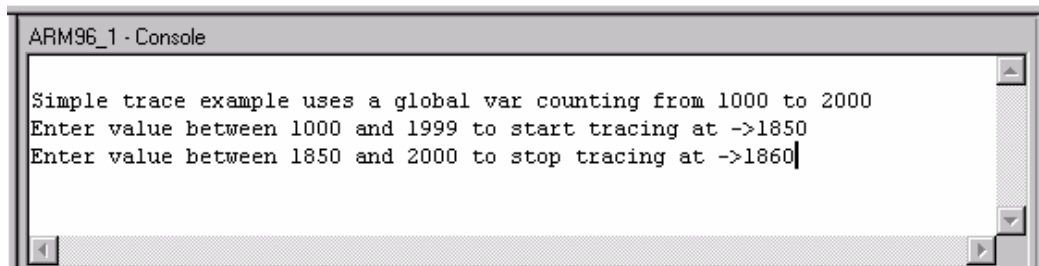 ARM96_1 - Console
Simple trace example uses a global var counting from 1000 to 2000
Enter value between 1000 and 1999 to start tracing at ->1850
Enter value between 1850 and 2000 to stop tracing at ->1860